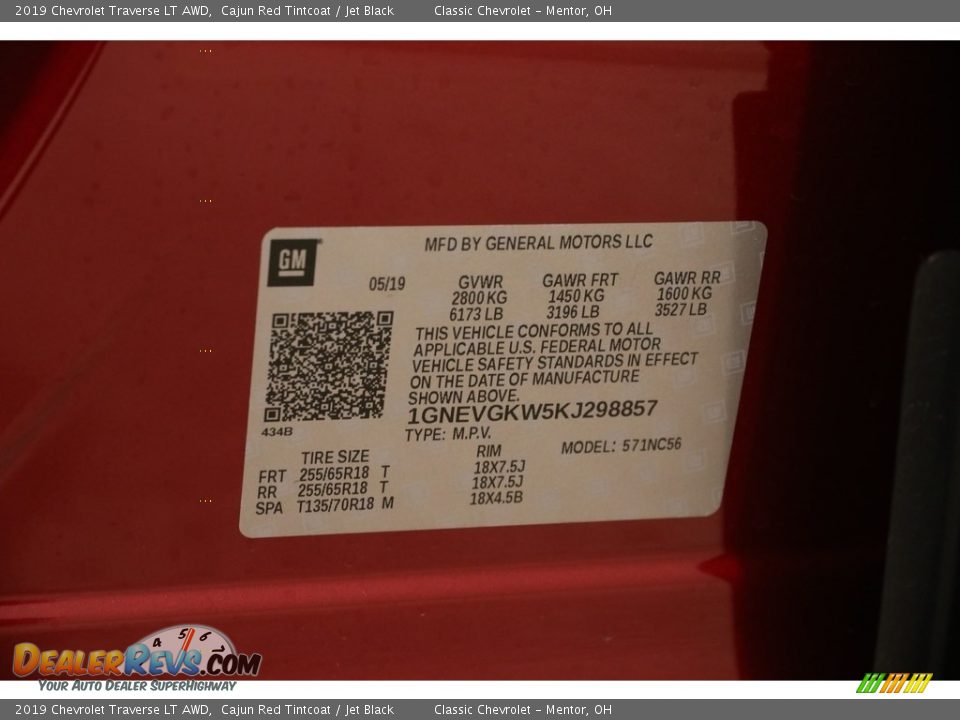 2019 Chevrolet Traverse LT AWD,  Cajun Red Tintcoat / Jet Black  Classic Chevrolet – Mentor, OH
GM
MFD BY GENERAL MOTORS LLC
05/19  GVWR  GAWR FRT  GAWR RR
2800 KG  1450 KG  1600 KG
6173 LB  3196 LB  3527 LB
THIS VEHICLE CONFORMS TO ALL
APPLICABLE U.S. FEDERAL MOTOR
VEHICLE SAFETY STANDARDS IN EFFECT
ON THE DATE OF MANUFACTURE
SHOWN ABOVE.
1GNEVGKW5KJ298857
434B
TYPE: M.P.V.  MODEL: 571NC56
TIRE SIZE  RIM
FRT 255/65R18 T  18X7.5J
RR 255/65R18 T  18X7.5J
SPA T135/70R18 M  18X4.5B
4 5 6
DEALERREVS.COM
YOUR AUTO DEALER SUPERHIGHWAY
2019 Chevrolet Traverse LT AWD,  Cajun Red Tintcoat / Jet Black  Classic Chevrolet – Mentor, OH